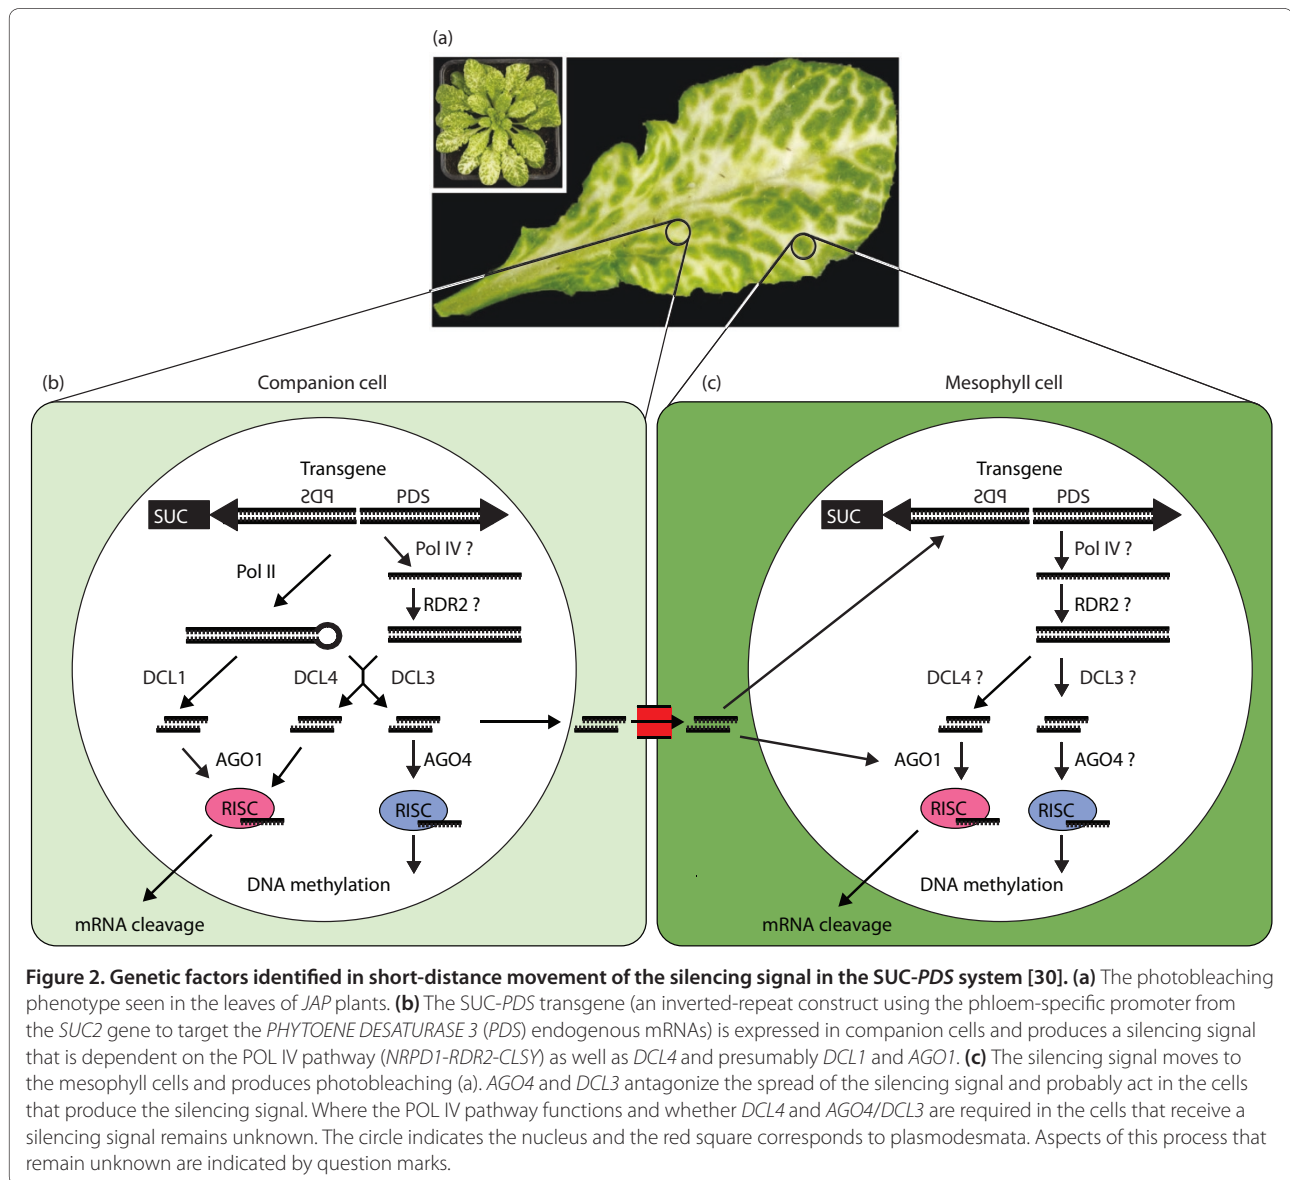 (a)
(b)
Companion cell
(c)
Mesophyll cell
Transgene
PDS
PDS
SUC
Pol IV ?
Pol II
RDR2 ?
DCL1
DCL4
DCL3
AGO1
AGO4
RISC
RISC
DNA methylation
mRNA cleavage
Transgene
PDS
PDS
SUC
Pol IV ?
RDR2 ?
DCL4 ?
DCL3 ?
AGO1
AGO4 ?
RISC
RISC
DNA methylation
mRNA cleavage
Figure 2. Genetic factors identified in short-distance movement of the silencing signal in the SUC-PDS system [30]. (a) The photobleaching
phenotype seen in the leaves of JAP plants. (b) The SUC-PDS transgene (an inverted-repeat construct using the phloem-specific promoter from
the SUC2 gene to target the PHYTOENE DESATURASE 3 (PDS) endogenous mRNAs) is expressed in companion cells and produces a silencing signal
that is dependent on the POL IV pathway (NRPD1-RDR2-CLSY) as well as DCL4 and presumably DCL1 and AGO1. (c) The silencing signal moves to
the mesophyll cells and produces photobleaching (a). AGO4 and DCL3 antagonize the spread of the silencing signal and probably act in the cells
that produce the silencing signal. Where the POL IV pathway functions and whether DCL4 and AGO4/DCL3 are required in the cells that receive a
silencing signal remains unknown. The circle indicates the nucleus and the red square corresponds to plasmodesmata. Aspects of this process that
remain unknown are indicated by question marks.